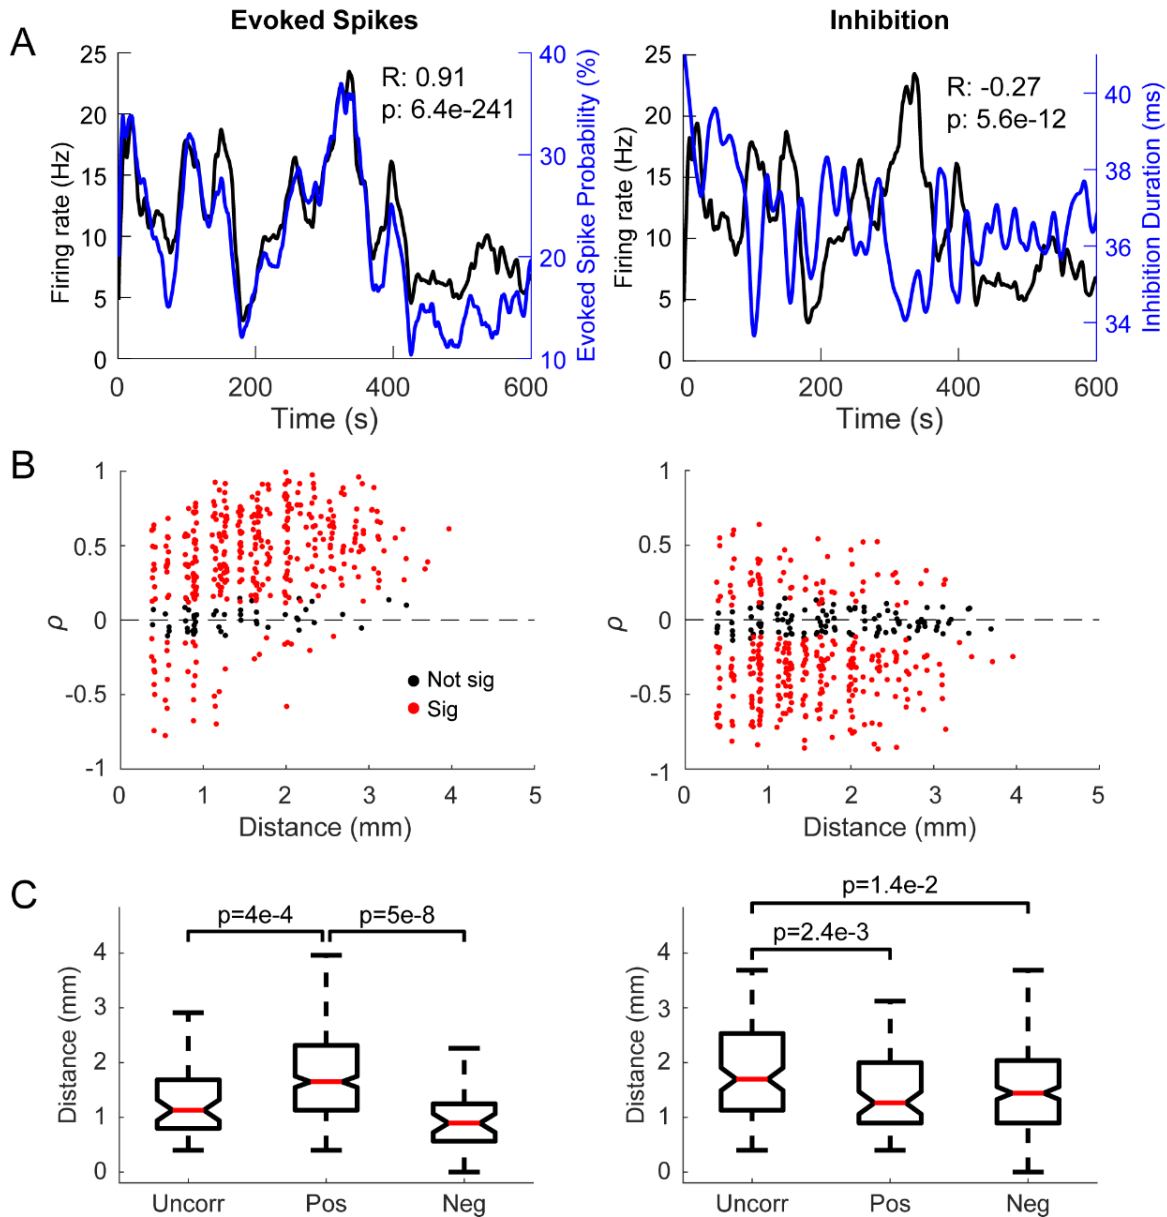 Evoked Spikes
Inhibition
A
25
20
15
10
5
0
Firing rate (Hz)
R: 0.91
p: 6.4e-241
40
30
20
10
Evoked Spike Probability (%)
0
200
400
600
Time (s)
25
20
15
10
5
0
Firing rate (Hz)
R: -0.27
p: 5.6e-12
40
38
36
34
Inhibition Duration (ms)
0
200
400
600
Time (s)
B
1
0.5
0
-0.5
-1
ρ
Not sig
Sig
0
1
2
3
4
5
Distance (mm)
1
0.5
0
-0.5
-1
ρ
0
1
2
3
4
5
Distance (mm)
C
p=4e-4
p=5e-8
4
3
2
1
0
Distance (mm)
Uncorr
Pos
Neg
p=1.4e-2
p=2.4e-3
4
3
2
1
0
Distance (mm)
Uncorr
Pos
Neg